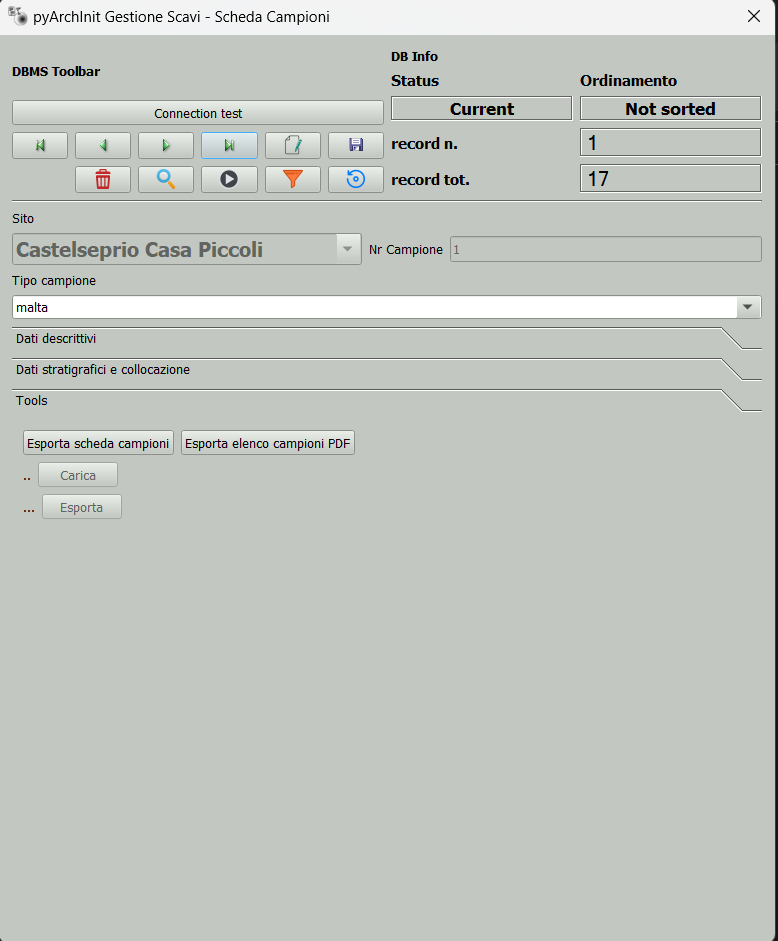 pyArchInit Gestione Scavi - Scheda Campioni
DBMS Toolbar
DB Info
Status
Ordinamento
Connection test
Current
Not sorted
record n.
1
record tot.
17
Sito
Castelseprio Casa Piccoli
Nr Campione
1
Tipo campione
malta
Dati descrittivi
Dati stratigrafici e collocazione
Tools
Esporta scheda campioni
Esporta elenco campioni PDF
..
Carica
...
Esporta